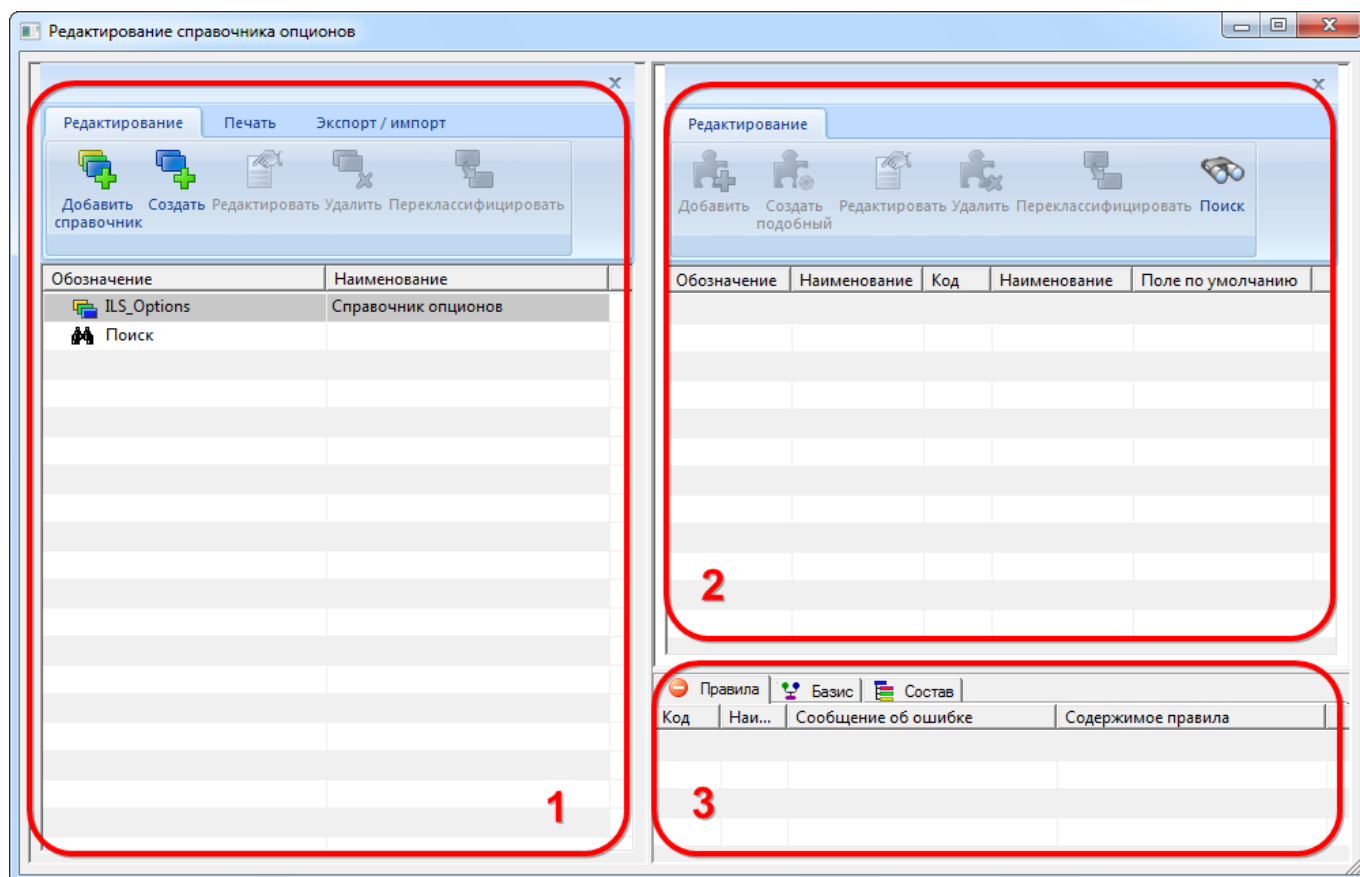 Редактирование справочника опционов
Редактирование Печать Экспорт / импорт
Добавить справочник Создать Редактировать Удалить Переклассифицировать
Обозначение Наименование
ILS_Options Справочник опционов
Поиск
1
Редактирование
Добавить Создать подобный Редактировать Удалить Переклассифицировать Поиск
Обозначение Наименование Код Наименование Поле по умолчанию
2
Правила Базис Состав
Код Наи... Сообщение об ошибке Содержимое правила
3